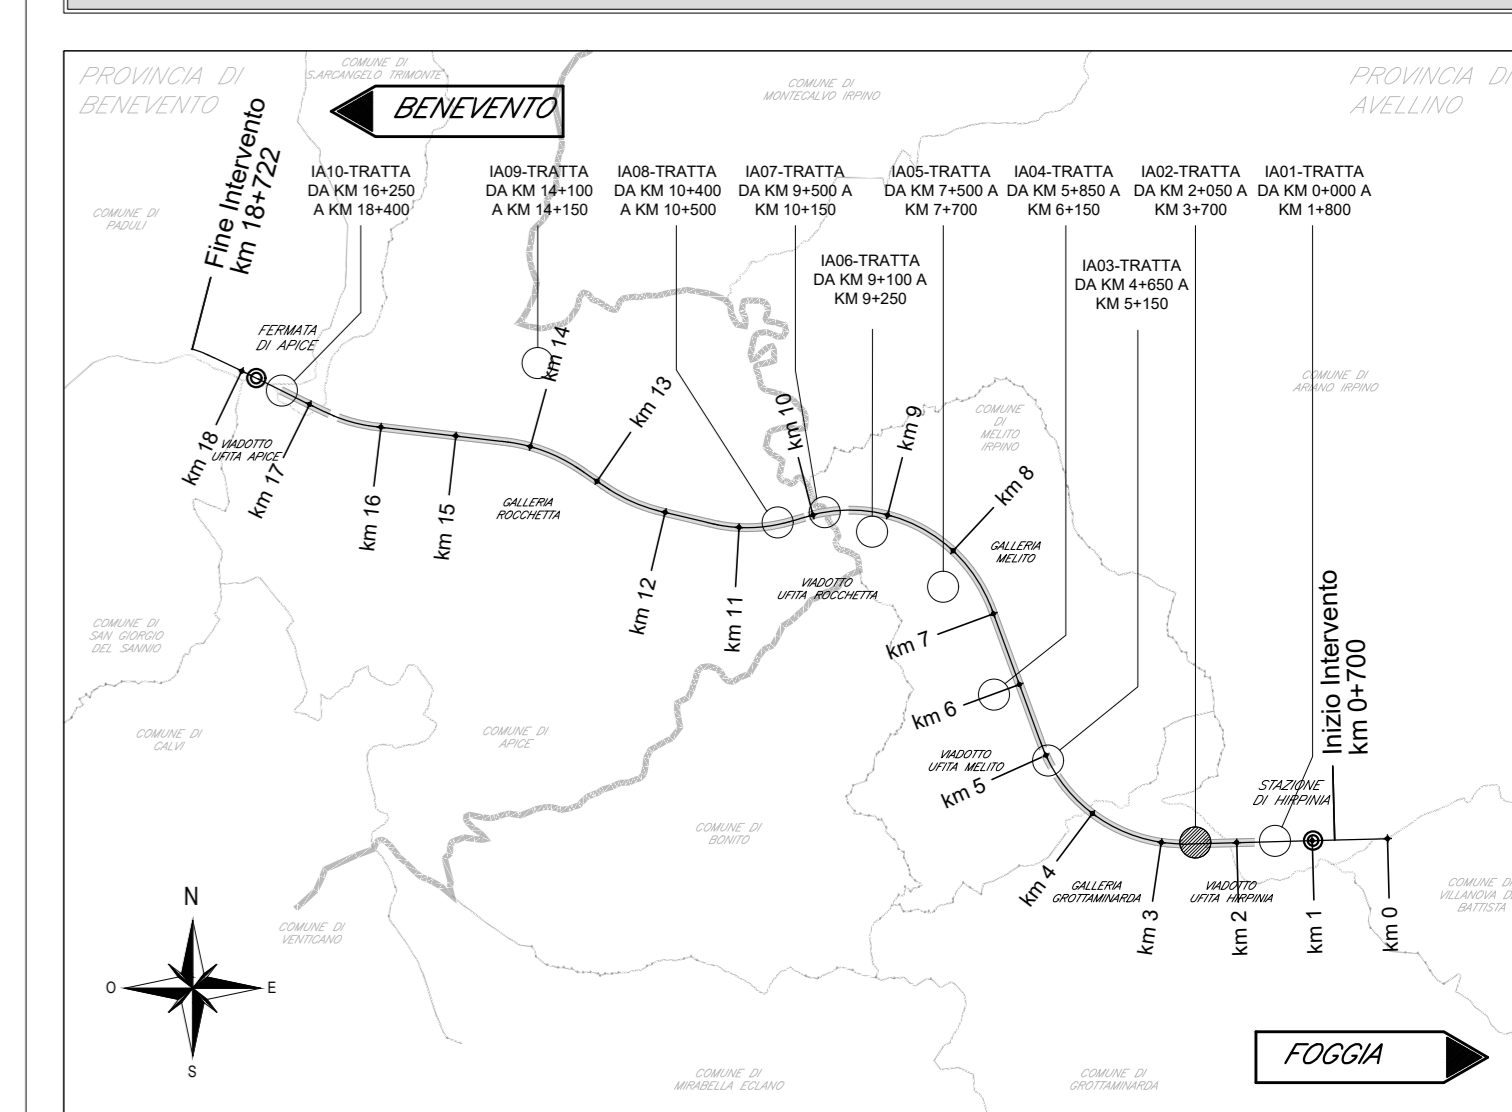 PROVINCIA DI
BENEVENTO
COMUNE DI
S.ARCANGELO TRIMONTE
BENEVENTO
COMUNE DI
MONTECALVO IRPINO
PROVINCIA DI
AVELLINO
Fine Intervento
km 18+722
IA10-TRATTA
DA KM 16+250
A KM 18+400
IA09-TRATTA
DA KM 14+100
A KM 14+150
IA08-TRATTA
DA KM 10+400
A KM 10+500
IA07-TRATTA
DA KM 9+500 A
KM 10+150
IA05-TRATTA
DA KM 7+500 A
KM 7+700
IA04-TRATTA
DA KM 5+850 A
KM 6+150
IA02-TRATTA
DA KM 2+050 A
KM 3+700
IA01-TRATTA
DA KM 0+000 A
KM 1+800
COMUNE DI
PADULI
IA06-TRATTA
DA KM 9+100 A
KM 9+250
IA03-TRATTA
DA KM 4+650 A
KM 5+150
FERMATA
DI APICE
km 14
km 13
km 10
km 9
COMUNE
DI
MELITO
IRPINO
COMUNE DI
ARIANO IRPINO
km 18
VIADOTTO
UFITA APICE
km 17
km 16
km 15
GALLERIA
ROCCHETTA
km 8
GALLERIA
MELITO
km 12
km 11
VIADOTTO
UFITA ROCCHETTA
km 7
COMUNE DI
SAN GIORGIO
DEL SANNIO
Inizio Intervento
km 0+700
km 6
COMUNE DI
CALVI
COMUNE DI
APICE
VIADOTTO
UFITA MELITO
km 5
STAZIONE
DI HIRPINIA
COMUNE DI
BONITO
km 4
GALLERIA
GROTTAMINARDA
km 3
VIADOTTO
UFITA HIRPINIA
km 2
km 1
km 0
COMUNE DI
VILLANOVA D
BATTISTA
COMUNE DI
VENTICANO
N
O
E
S
FOGGIA
COMUNE DI
MIRABELLA ECLANO
COMUNE DI
GROTTAMINARDA